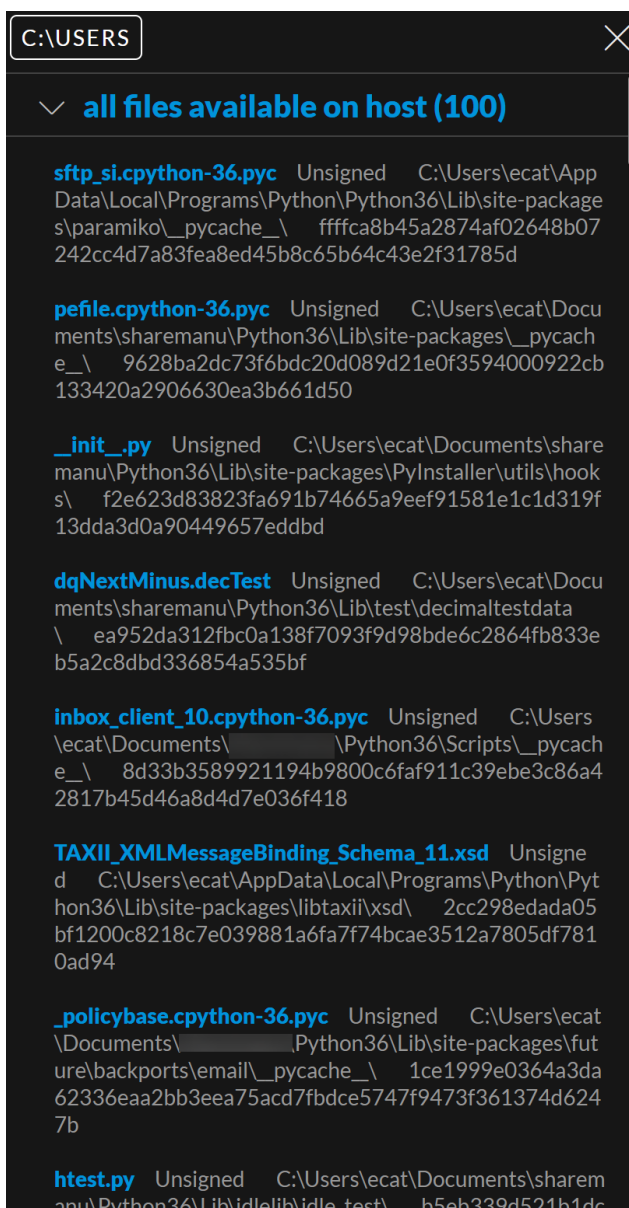 C:\USERS
all files available on host (100)
sftp_si.cpython-36.pyc Unsigned C:\Users\ecat\App
Data\Local\Programs\Python\Python36\Lib\site-package
s\paramiko\__pycache__\ ffffca8b45a2874af02648b07
242cc4d7a83fea8ed45b8c65b64c43e2f31785d
pefile.cpython-36.pyc Unsigned C:\Users\ecat\Docu
ments\sharemanu\Python36\Lib\site-packages\__pycach
e__\ 9628ba2dc73f6bdc20d089d21e0f3594000922cb
133420a2906630ea3b661d50
__init__.py Unsigned C:\Users\ecat\Documents\share
manu\Python36\Lib\site-packages\PyInstaller\utils\hook
s\ f2e623d83823fa691b74665a9eef91581e1c1d319f
13dda3d0a90449657eddbd
dqNextMinus.decTest Unsigned C:\Users\ecat\Docu
ments\sharemanu\Python36\Lib\test\decimaltestdata
\ ea952da312fbc0a138f7093f9d98bde6c2864fb833e
b5a2c8dbd336854a535bf
inbox_client_10.cpython-36.pyc Unsigned C:\Users
\ecat\Documents\ \Python36\Scripts\__pycach
e__\ 8d33b3589921194b9800c6faf911c39ebe3c86a4
2817b45d46a8d4d7e036f418
TAXII_XMLMessageBinding_Schema_11.xsd Unsigne
d C:\Users\ecat\AppData\Local\Programs\Python\Pyt
hon36\Lib\site-packages\libtaxii\xsd\ 2cc298edada05
bf1200c8218c7e039881a6fa7f74bcae3512a7805df781
0ad94
_policybase.cpython-36.pyc Unsigned C:\Users\ecat
\Documents\ \Python36\Lib\site-packages\fut
ure\backports\email\__pycache__\ 1ce1999e0364a3da
62336eaa2bb3eea75acd7fbdce5747f9473f361374d624
7b
htest.py Unsigned C:\Users\ecat\Documents\sharem
anu\Python36\Lib\idlelib\idle_test\ b5eb339d521b1dc